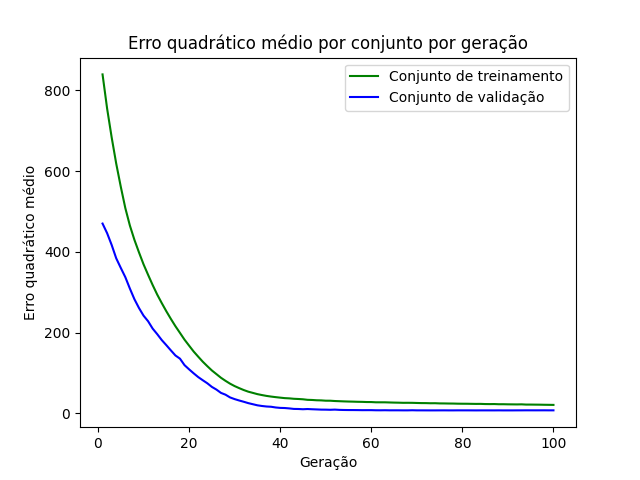 Erro quadrático médio por conjunto por geração
Conjunto de treinamento
Conjunto de validação
Erro quadrático médio
800
600
400
200
0
0 20 40 60 80 100
Geração